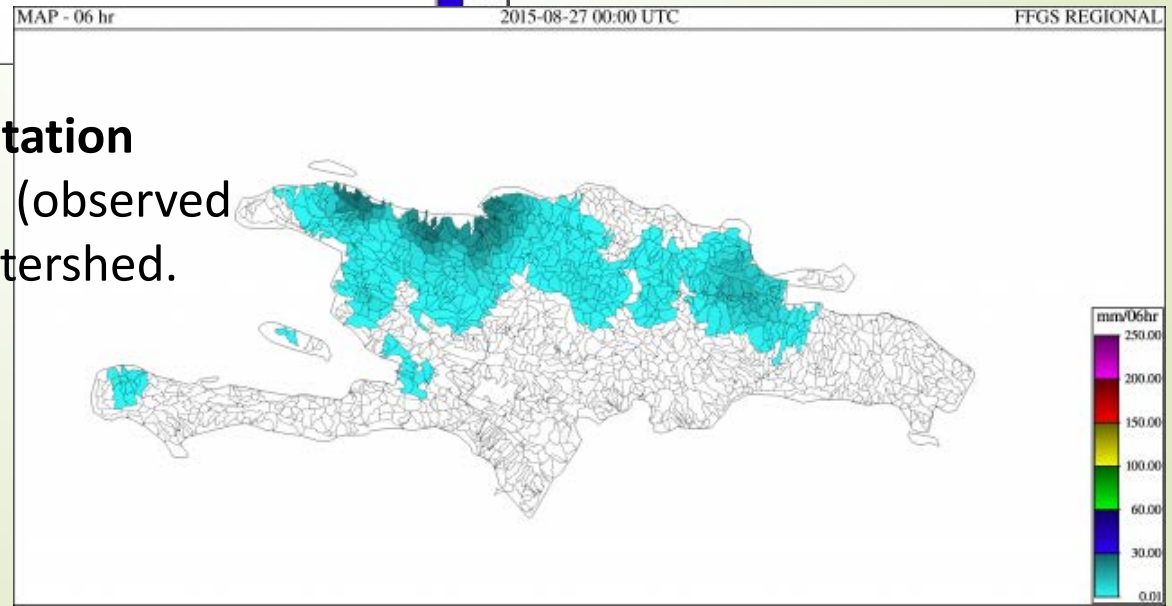 MAP - 06 hr 2015-08-27 00:00 UTC FFGS REGIONAL
tation
(observed
tershed.
mm/06hr
250.00
200.00
150.00
100.00
60.00
30.00
0.01